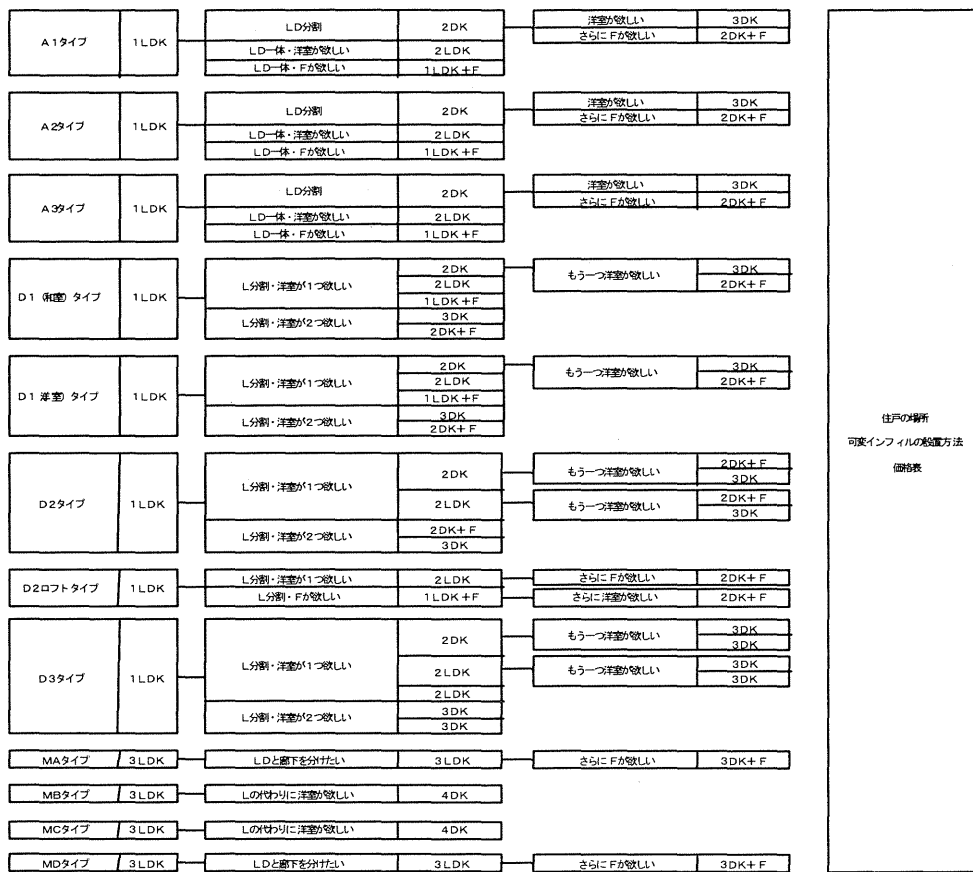 A1タイプ 1LDK LD分割 2DK 洋室が欲しい 3DK
さらにFが欲しい 2DK+F
LD一体・洋室が欲しい 2LDK
LD一体・Fが欲しい 1LDK+F
A2タイプ 1LDK LD分割 2DK 洋室が欲しい 3DK
さらにFが欲しい 2DK+F
LD一体・洋室が欲しい 2LDK
LD一体・Fが欲しい 1LDK+F
A3タイプ 1LDK LD分割 2DK 洋室が欲しい 3DK
さらにFが欲しい 2DK+F
LD一体・洋室が欲しい 2LDK
LD一体・Fが欲しい 1LDK+F
D1(和室)タイプ 1LDK L分割・洋室が1つ欲しい 2DK もう一つ洋室が欲しい 3DK
2LDK 2DK+F
1LDK+F
L分割・洋室が2つ欲しい 3DK
2DK+F
D1(洋室)タイプ 1LDK L分割・洋室が1つ欲しい 2DK もう一つ洋室が欲しい 3DK
2LDK 2DK+F
1LDK+F
L分割・洋室が2つ欲しい 3DK
2DK+F
D2タイプ 1LDK L分割・洋室が1つ欲しい 2DK もう一つ洋室が欲しい 2DK+F
3DK
2LDK もう一つ洋室が欲しい 2DK+F
3DK
L分割・洋室が2つ欲しい 2DK+F
3DK
D2ロフトタイプ 1LDK L分割・洋室が1つ欲しい 2LDK さらにFが欲しい 2DK+F
L分割・Fが欲しい 1LDK+F さらに洋室が欲しい 2DK+F
D3タイプ 1LDK L分割・洋室が1つ欲しい 2DK もう一つ洋室が欲しい 3DK
3DK
2LDK もう一つ洋室が欲しい 3DK
3DK
2LDK
L分割・洋室が2つ欲しい 3DK
3DK
MAタイプ 3LDK LDと廊下を分けたい 3LDK さらにFが欲しい 3DK+F
MBタイプ 3LDK Lの代わりに洋室が欲しい 4DK
MCタイプ 3LDK Lの代わりに洋室が欲しい 4DK
MDタイプ 3LDK LDと廊下を分けたい 3LDK さらにFが欲しい 3DK+F
住戸の場所
可変インフィルの設置方法
価格表